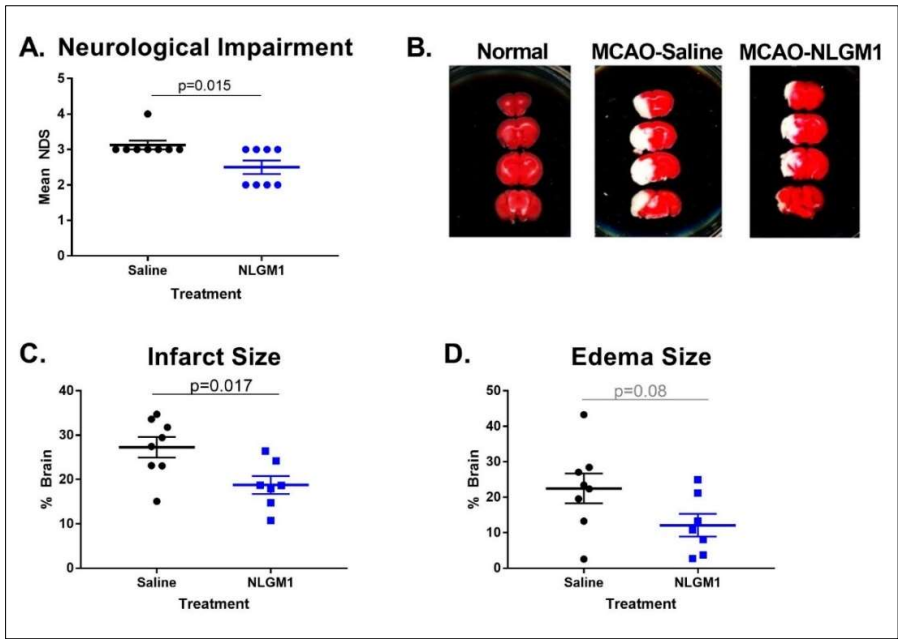 A. Neurological Impairment
p=0.015
5
4
3
2
1
0
Mean NDS
Saline
NLGM1
Treatment
B.
Normal
MCAO-Saline
MCAO-NLGM1
C. Infarct Size
p=0.017
40
30
20
10
0
% Brain
Saline
NLGM1
Treatment
D. Edema Size
p=0.08
50
40
30
20
10
0
% Brain
Saline
NLGM1
Treatment